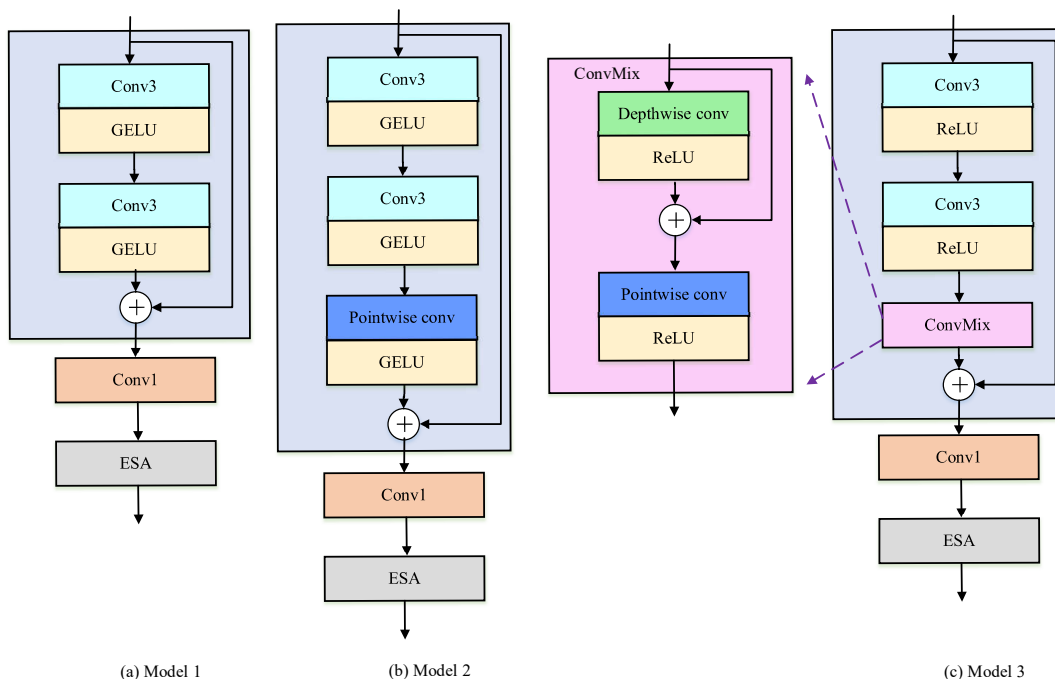 Conv3
GELU
Conv3
GELU
Conv1
ESA
(a) Model 1
Conv3
GELU
Conv3
GELU
Pointwise conv
GELU
Conv1
ESA
(b) Model 2
ConvMix
Depthwise conv
ReLU
Pointwise conv
ReLU
Conv3
ReLU
Conv3
ReLU
ConvMix
Conv1
ESA
(c) Model 3